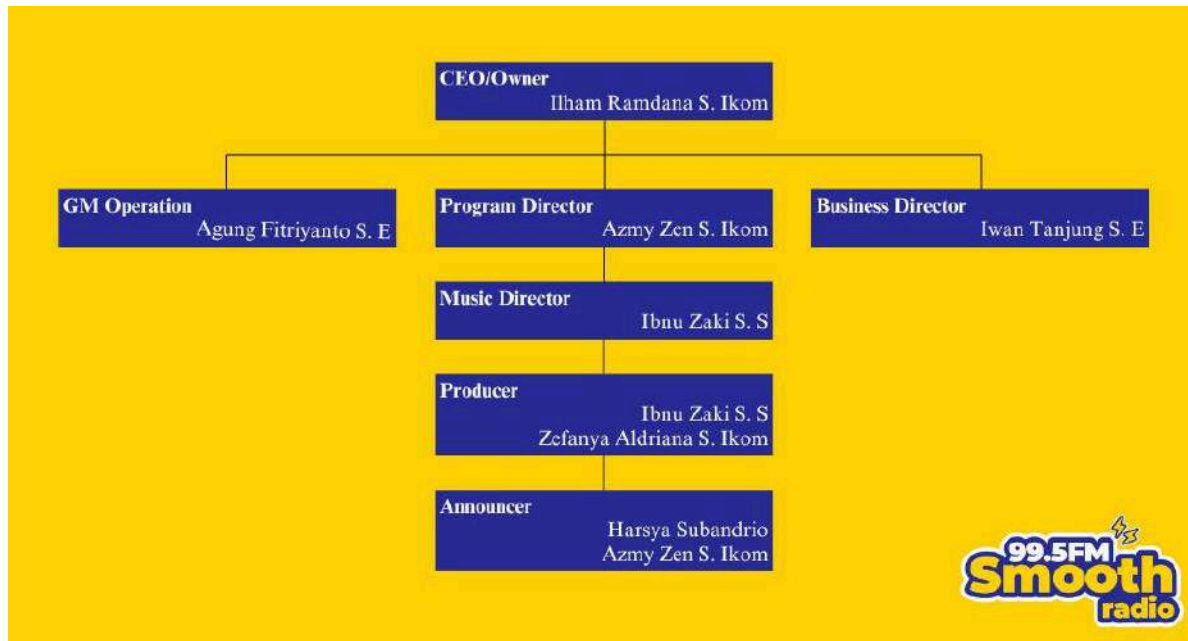 CEO/Owner
Ilham Ramdana S. Ikom
GM Operation
Agung Fitriyanto S. E
Program Director
Azmy Zen S. Ikom
Business Director
Iwan Tanjung S. E
Music Director
Ibnu Zaki S. S
Producer
Ibnu Zaki S. S
Zefanya Aldriana S. Ikom
Announcer
Harsya Subandrio
Azmy Zen S. Ikom
99.5FM
Smooth
radio